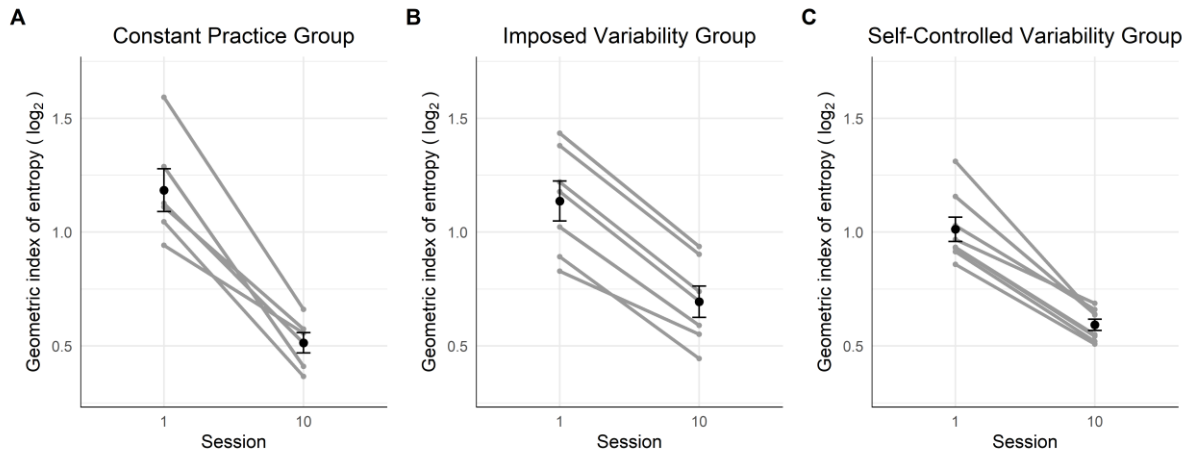 A
Constant Practice Group
Geometric index of entropy ( log2 )
1.5
1.0
0.5
1 10
Session
B
Imposed Variability Group
Geometric index of entropy ( log2 )
1.5
1.0
0.5
1 10
Session
C
Self-Controlled Variability Group
Geometric index of entropy ( log2 )
1.5
1.0
0.5
1 10
Session